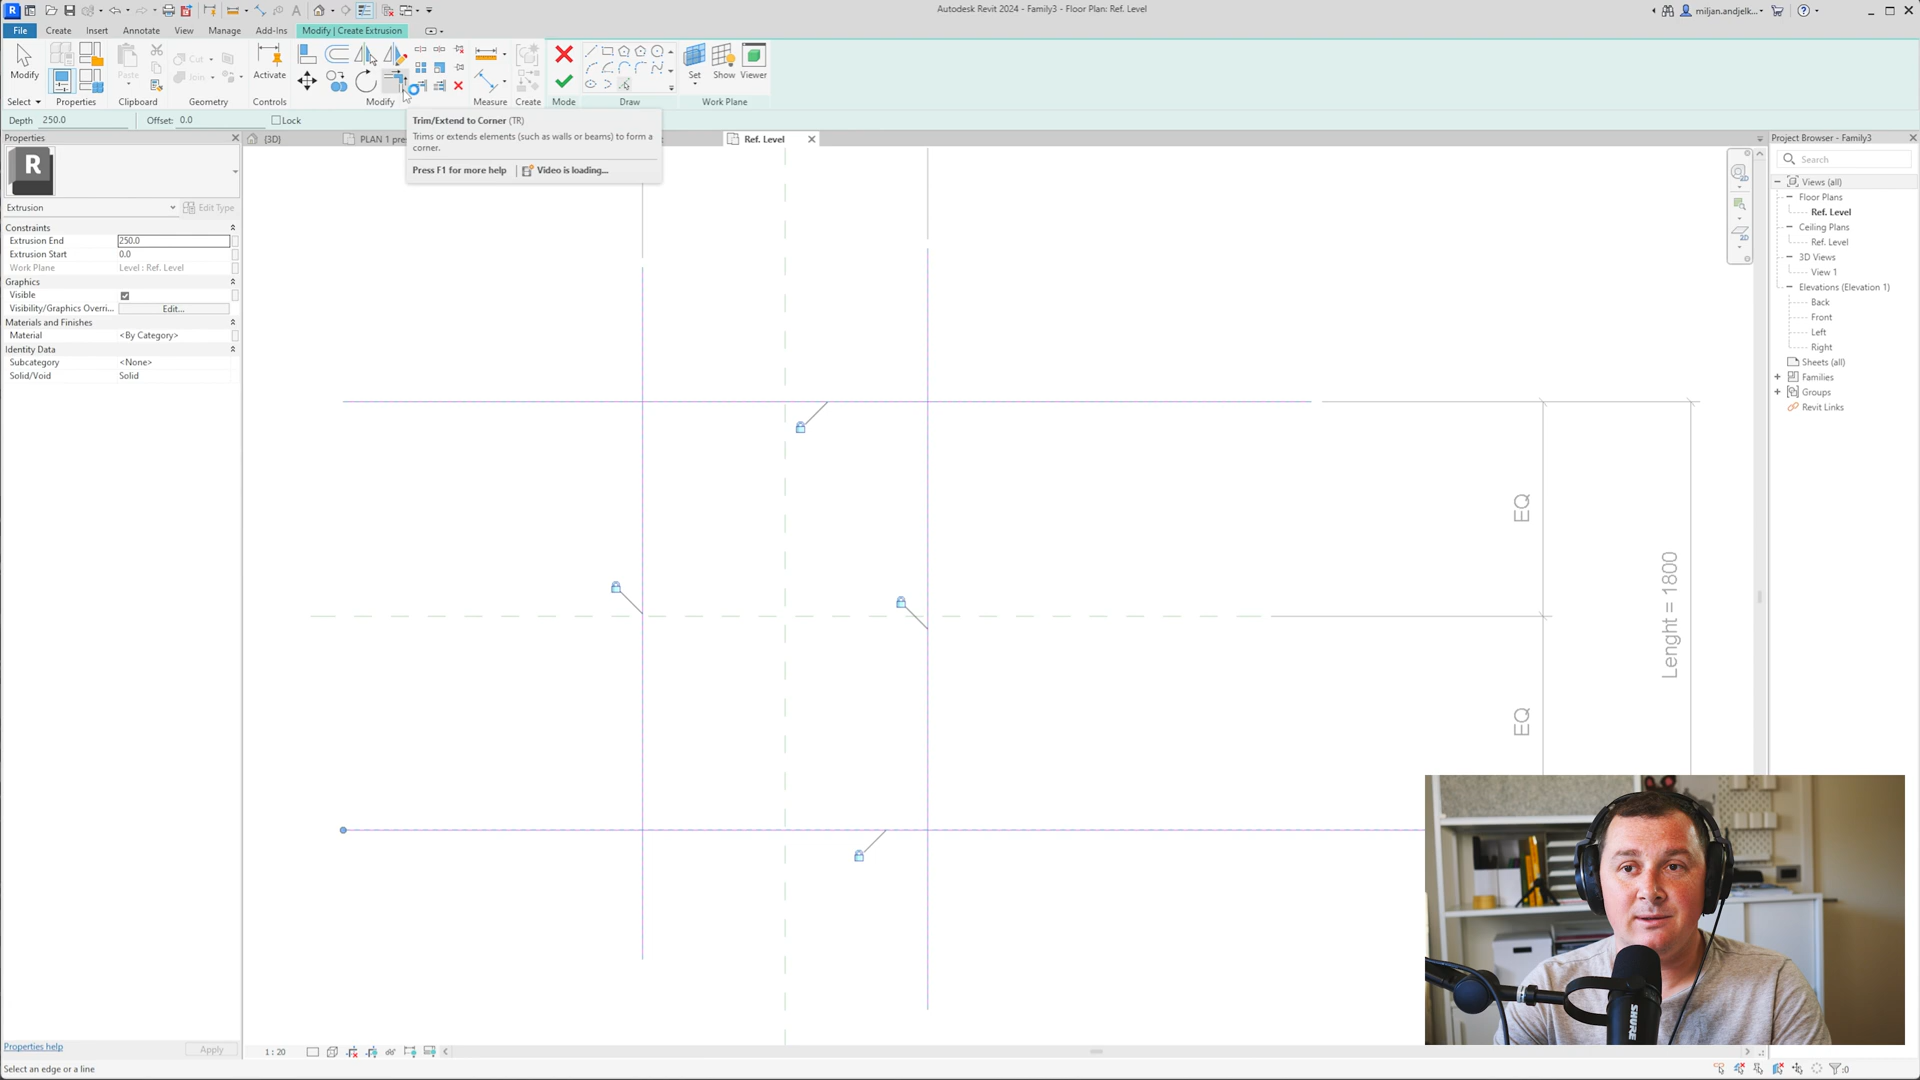 Autodesk Revit 2024 - Family3 - Floor Plan: Ref. Level
miljan.andjelk...
File Create Insert Annotate View Manage Add-Ins Modify | Create Extrusion
Modify
Paste
Cut
Join
Activate
Set Show Viewer
Select Properties Clipboard Geometry Controls Modify Measure Create Mode Draw Work Plane
Depth 250.0 Offset: 0.0 Lock
Properties
{3D}
PLAN 1 pre
Ref. Level
Trim/Extend to Corner (TR)
Trims or extends elements (such as walls or beams) to form a
corner.
Press F1 for more help
Video is loading...
R
Extrusion
Edit Type
Constraints
Extrusion End 250.0
Extrusion Start 0.0
Work Plane Level : Ref. Level
Graphics
Visible
Visibility/Graphics Overri... Edit...
Materials and Finishes
Material <By Category>
Identity Data
Subcategory <None>
Solid/Void Solid
Properties help
Apply
EQ
EQ
Lenght = 1800
Project Browser - Family3
Search
Views (all)
Floor Plans
Ref. Level
Ceiling Plans
Ref. Level
3D Views
View 1
Elevations (Elevation 1)
Back
Front
Left
Right
Sheets (all)
Families
Groups
Revit Links
SHURE
1 : 20
Select an edge or a line
:0